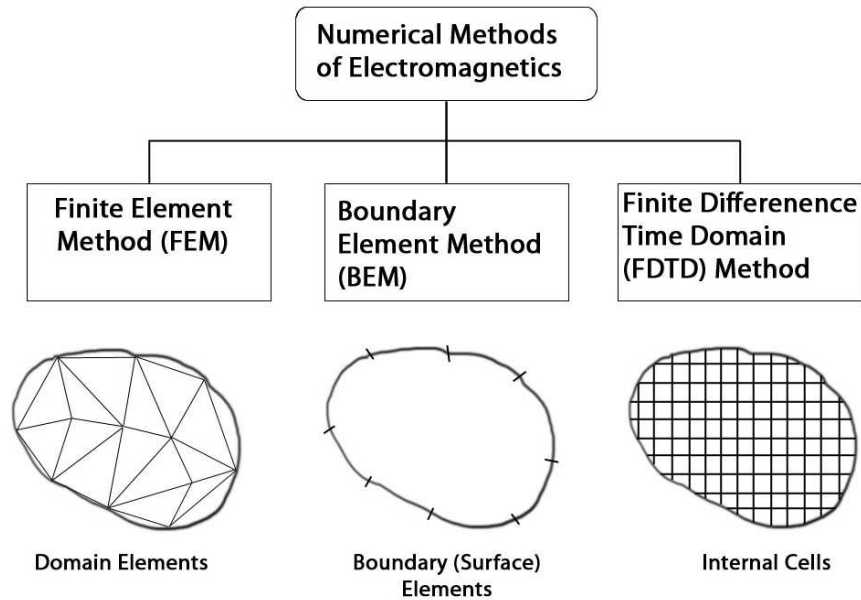 Numerical Methods
of Electromagnetics
Finite Element
Method (FEM)
Boundary
Element Method
(BEM)
Finite Differenence
Time Domain
(FDTD) Method
Domain Elements
Boundary (Surface)
Elements
Internal Cells